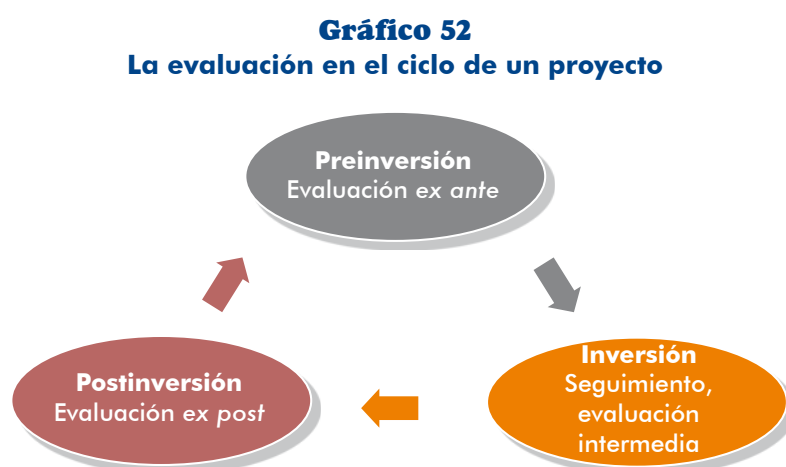 Gráfico 52
La evaluación en el ciclo de un proyecto
Preinversión
Evaluación ex ante
Inversión
Seguimiento,
evaluación
intermedia
Postinversión
Evaluación ex post